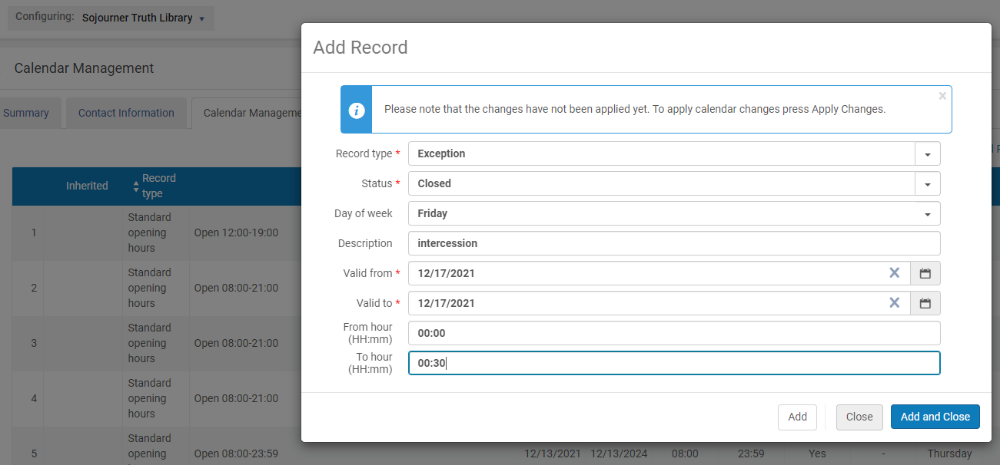 Configuring: Sojourner Truth Library
Add Record
Calendar Management
Please note that the changes have not been applied yet. To apply calendar changes press Apply Changes.
Summary Contact Information Calendar Manageme
Record type * Exception
Status * Closed
Day of week Friday
Description intercession
Valid from * 12/17/2021
Valid to * 12/17/2021
From hour
(HH:mm) 00:00
To hour
(HH:mm) 00:30
Add Close Add and Close
Inherited Record
type
1 Standard
opening
hours Open 12:00-19:00
2 Standard
opening
hours Open 08:00-21:00
3 Standard
opening
hours Open 08:00-21:00
4 Standard
opening
hours Open 08:00-21:00
5 Standard
opening Open 08:00-23:59 12/13/2021 12/13/2024 08:00 23:59 Yes - Thursday